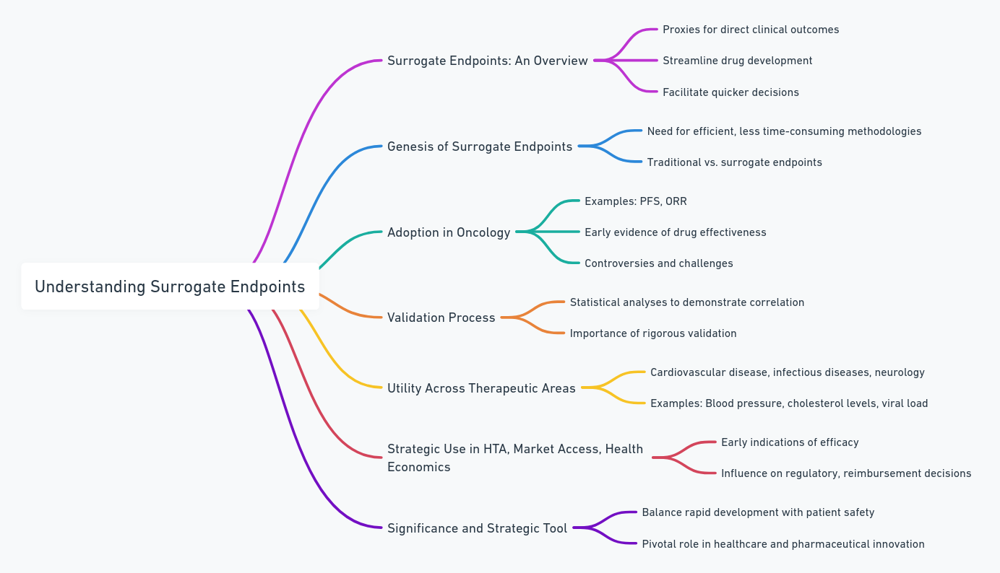 Understanding Surrogate Endpoints
Surrogate Endpoints: An Overview
Proxies for direct clinical outcomes
Streamline drug development
Facilitate quicker decisions
Genesis of Surrogate Endpoints
Need for efficient, less time-consuming methodologies
Traditional vs. surrogate endpoints
Adoption in Oncology
Examples: PFS, ORR
Early evidence of drug effectiveness
Controversies and challenges
Validation Process
Statistical analyses to demonstrate correlation
Importance of rigorous validation
Utility Across Therapeutic Areas
Cardiovascular disease, infectious diseases, neurology
Examples: Blood pressure, cholesterol levels, viral load
Strategic Use in HTA, Market Access, Health
Economics
Early indications of efficacy
Influence on regulatory, reimbursement decisions
Significance and Strategic Tool
Balance rapid development with patient safety
Pivotal role in healthcare and pharmaceutical innovation